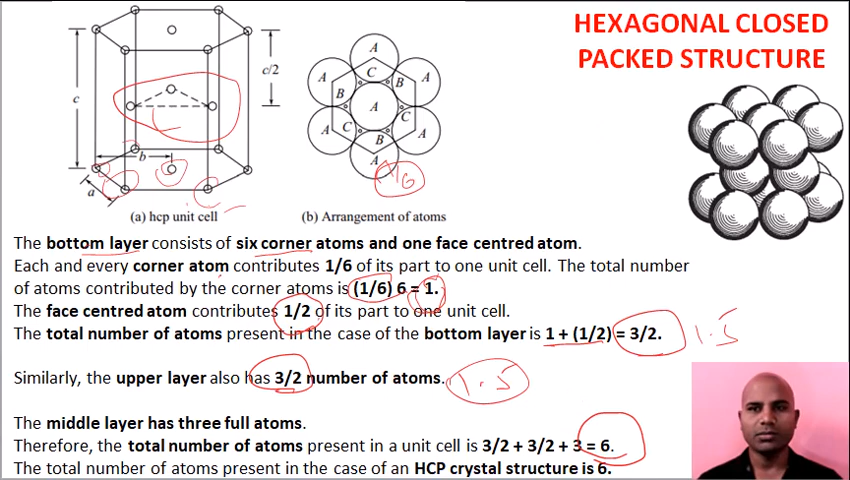 HEXAGONAL CLOSED
PACKED STRUCTURE
c
c/2
b
a
(a) hcp unit cell
A
A
C
B
A
B
A
A
C
C
B
A
A
1/6
(b) Arrangement of atoms
The bottom layer consists of six corner atoms and one face centred atom.
Each and every corner atom contributes 1/6 of its part to one unit cell. The total number
of atoms contributed by the corner atoms is (1/6) 6 = 1.
The face centred atom contributes 1/2 of its part to one unit cell.
The total number of atoms present in the case of the bottom layer is 1 + (1/2) = 3/2.
1.5
Similarly, the upper layer also has 3/2 number of atoms.
1.5
The middle layer has three full atoms.
Therefore, the total number of atoms present in a unit cell is 3/2 + 3/2 + 3 = 6.
The total number of atoms present in the case of an HCP crystal structure is 6.